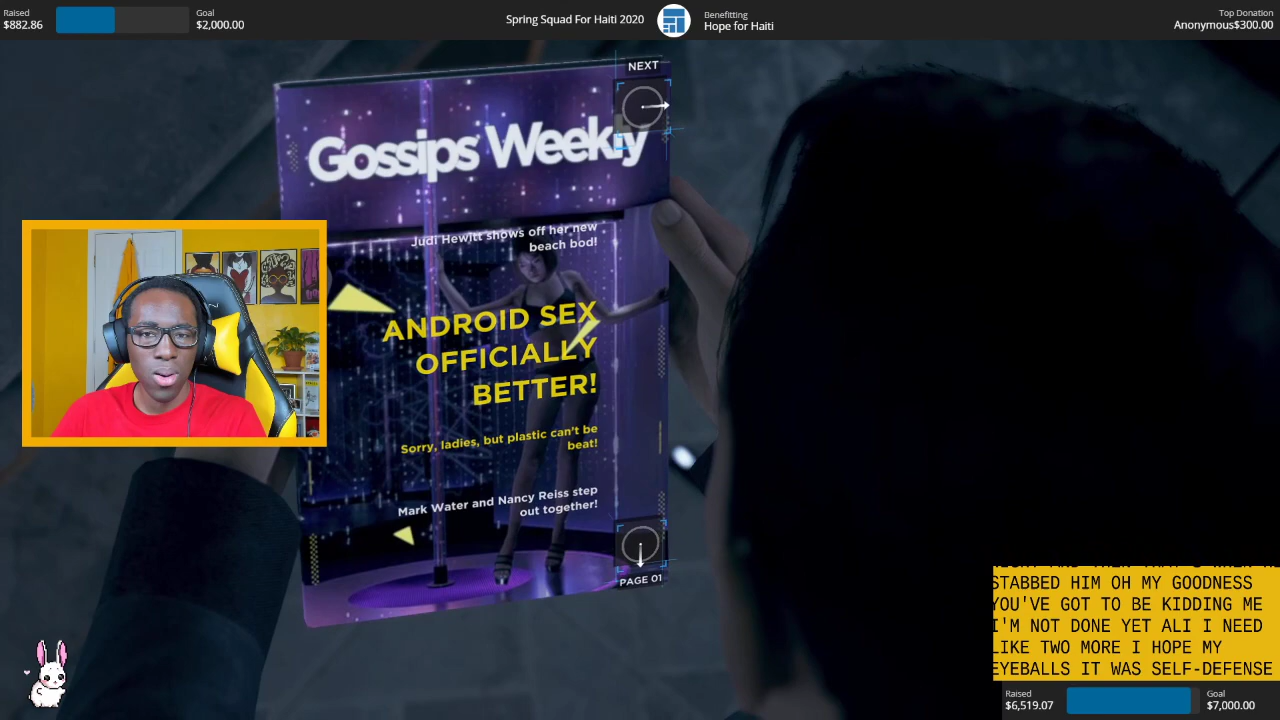 Raised
$882.86
Goal
$2,000.00
Spring Squad For Haiti 2020
Benefitting
Hope for Haiti
Top Donation
Anonymous$300.00
NEXT
Gossips Weekly
Judi Hewitt shows off her new
beach bod!
ANDROID SEX
OFFICIALLY
BETTER!
Sorry, ladies, but plastic can't be
beat!
Mark Water and Nancy Reiss step
out together!
PAGE 01
STABBED HIM OH MY GOODNESS
YOU'VE GOT TO BE KIDDING ME
I'M NOT DONE YET ALI I NEED
LIKE TWO MORE I HOPE MY
EYEBALLS IT WAS SELF-DEFENSE
Raised
$6,519.07
Goal
$7,000.00